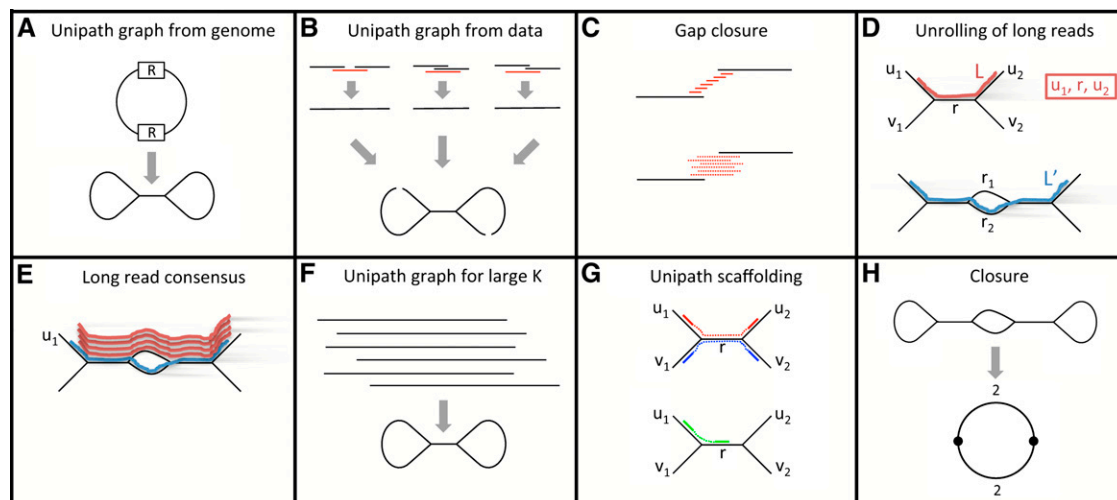 A
Unipath graph from genome
R
R
B
Unipath graph from data
C
Gap closure
D
Unrolling of long reads
u1
L
u2
u1, r, u2
v1
r
v2
r1
L'
r2
E
Long read consensus
u1
F
Unipath graph for large K
G
Unipath scaffolding
u1
u2
r
v1
v2
u1
u2
r
v1
v2
H
Closure
2
2